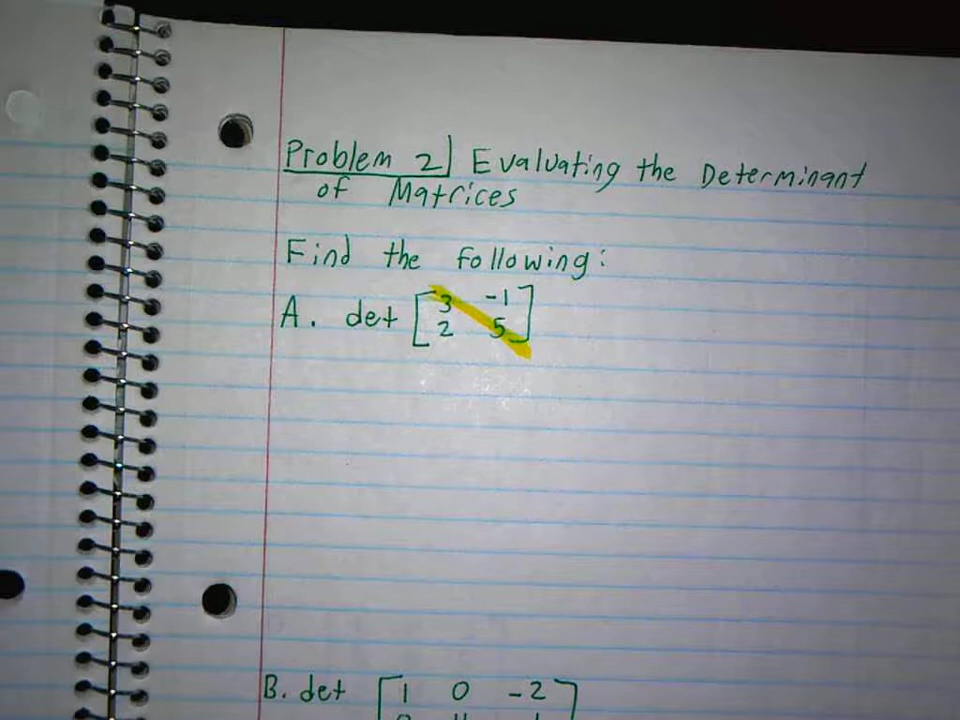 Problem 2 Evaluating the Determinant
of Matrices
Find the following:
A. det [3 -1
2 5]
B. det [1 0 -2